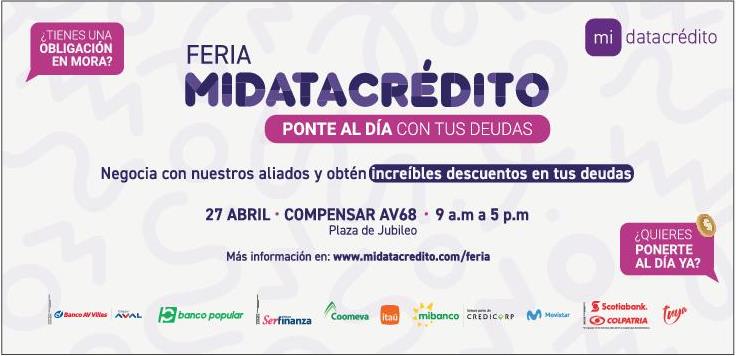 ¿TIENES UNA
OBLIGACIÓN
EN MORA?
mi datacrédito
FERIA
MIDATACRÉDITO
PONTE AL DÍA CON TUS DEUDAS
Negocia con nuestros aliados y obtén increíbles descuentos en tus deudas
27 ABRIL · COMPENSAR AV68 · 9 a.m a 5 p.m
Plaza de Jubileo
Más información en: www.midatacredito.com/feria
¿QUIERES
PONERTE
AL DÍA YA?
Banco AV Villas
AVAL
banco popular
Serfinanza
Coomeva
itaú
mibanco
CREDICORP
Movistar
Scotiabank
COLPATRIA
tuya